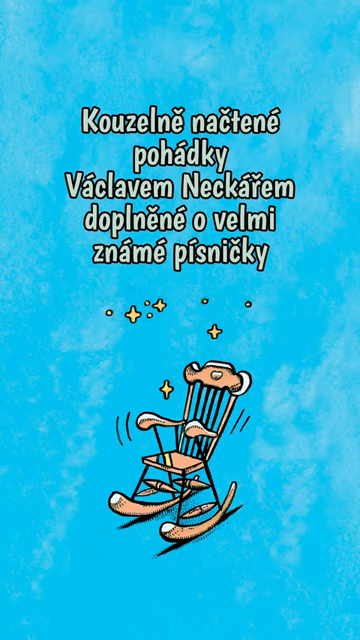 Kouzelně načtené
pohádky
Václavem Neckářem
doplněné o velmi
známé písničky